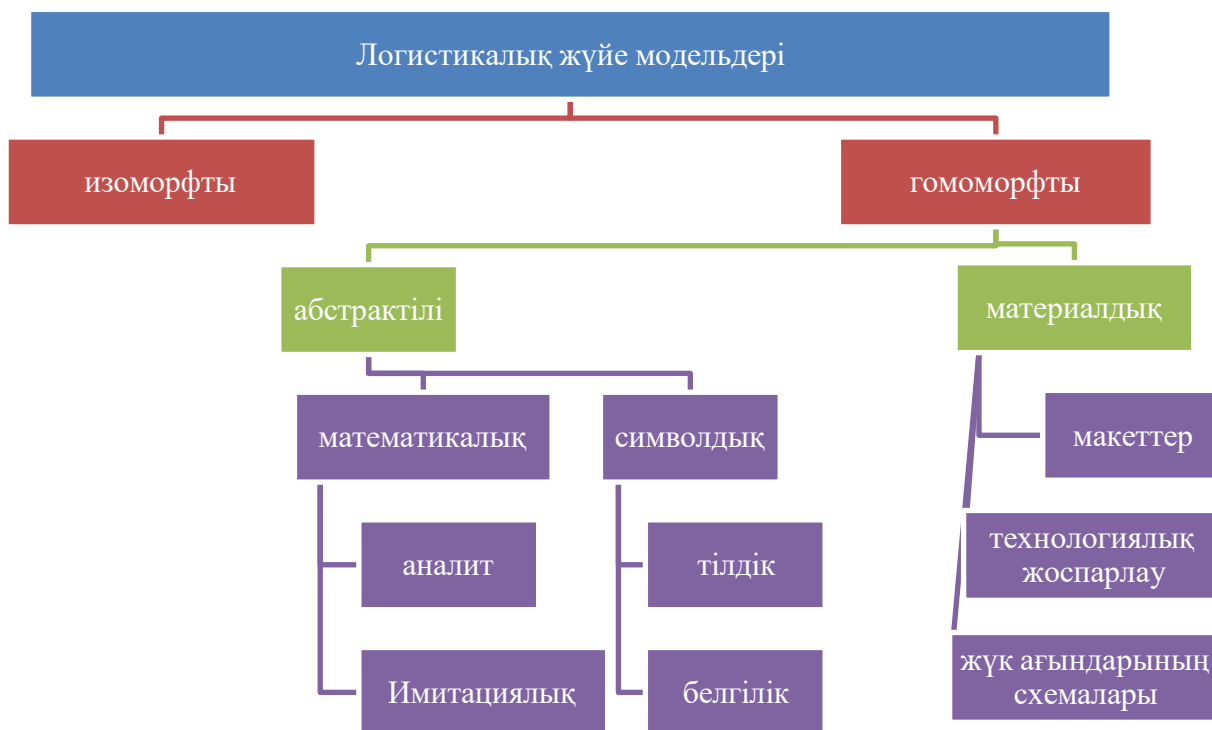 Логистикалық жүйе модельдері
изоморфты
гомоморфты
абстрактілі
материалдық
математикалық
символдық
макеттер
аналит
тілдік
технологиялық
жоспарлау
Имитациялық
белгілік
жүк ағындарының
схемалары